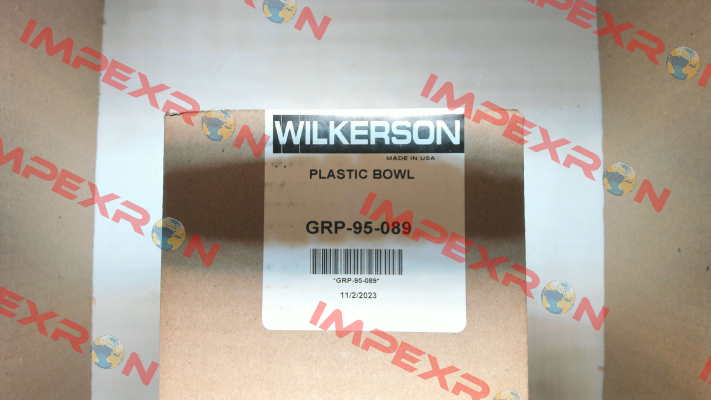 WILKERSON
MADE IN USA
PLASTIC BOWL
GRP-95-089
"GRP-95-089"
11/2/2023
IMPEXRON
IMPEXRON
IMPEXRON
IMPEXRON
IMPEXRON
IMPEXRON
IMPEXRON
IMPEXRON